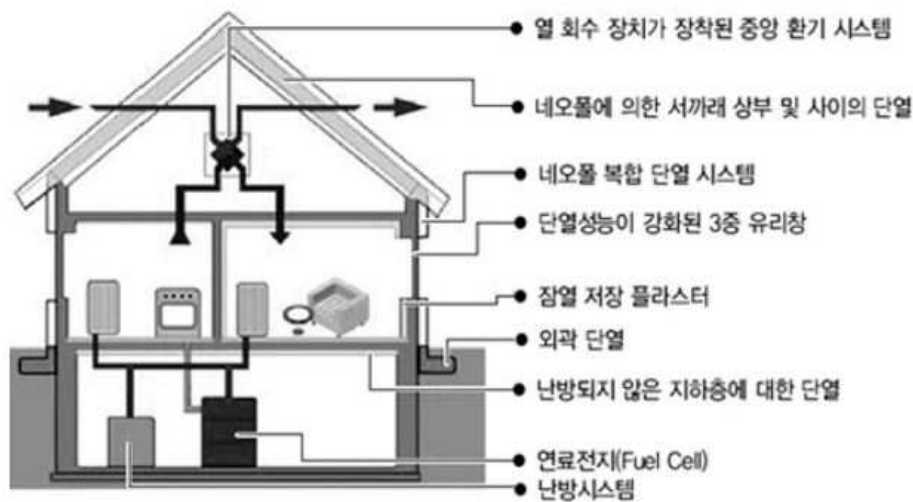 열 회수 장치가 장착된 중앙 환기 시스템
네오폴에 의한 서까래 상부 및 사이의 단열
네오폴 복합 단열 시스템
단열성능이 강화된 3중 유리창
잠열 저장 플라스터
외곽 단열
난방되지 않은 지하층에 대한 단열
연료전지(Fuel Cell)
난방시스템